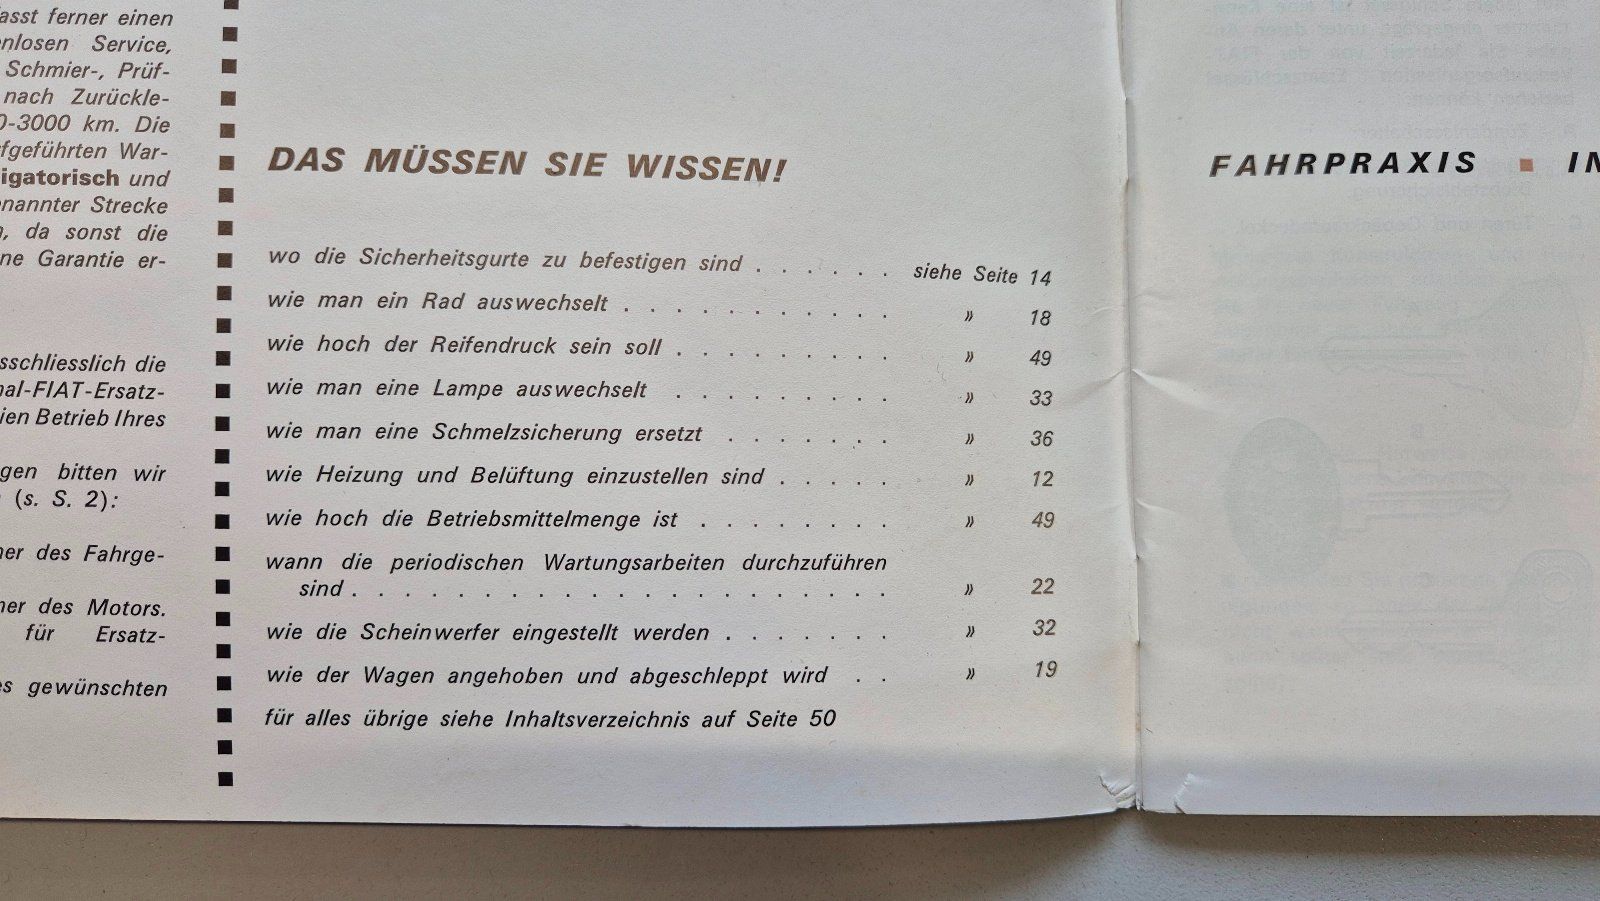 asst ferner einen
nlosen Service,
Schmier-, Prüf-
nach Zurückle-
0-3000 km. Die
fgeführten War-
igatorisch und
nannter Strecke
, da sonst die
ne Garantie er-
sschliesslich die
al-FIAT-Ersatz-
ien Betrieb Ihres
gen bitten wir
(s. S. 2):
er des Fahrge-
er des Motors.
für Ersatz-
s gewünschten
DAS MÜSSEN SIE WISSEN!
wo die Sicherheitsgurte zu befestigen sind . . . . . . siehe Seite 14
wie man ein Rad auswechselt . . . . . . . . . . . » 18
wie hoch der Reifendruck sein soll . . . . . . . . . » 49
wie man eine Lampe auswechselt . . . . . . . . . » 33
wie man eine Schmelzsicherung ersetzt . . . . . . . » 36
wie Heizung und Belüftung einzustellen sind . . . . . » 12
wie hoch die Betriebsmittelmenge ist . . . . . . . . » 49
wann die periodischen Wartungsarbeiten durchzuführen
sind . . . . . . . . . . . . . . . . . . . . . » 22
wie die Scheinwerfer eingestellt werden . . . . . . . » 32
wie der Wagen angehoben und abgeschleppt wird . . » 19
für alles übrige siehe Inhaltsverzeichnis auf Seite 50
FAHRPRAXIS ▪ IN